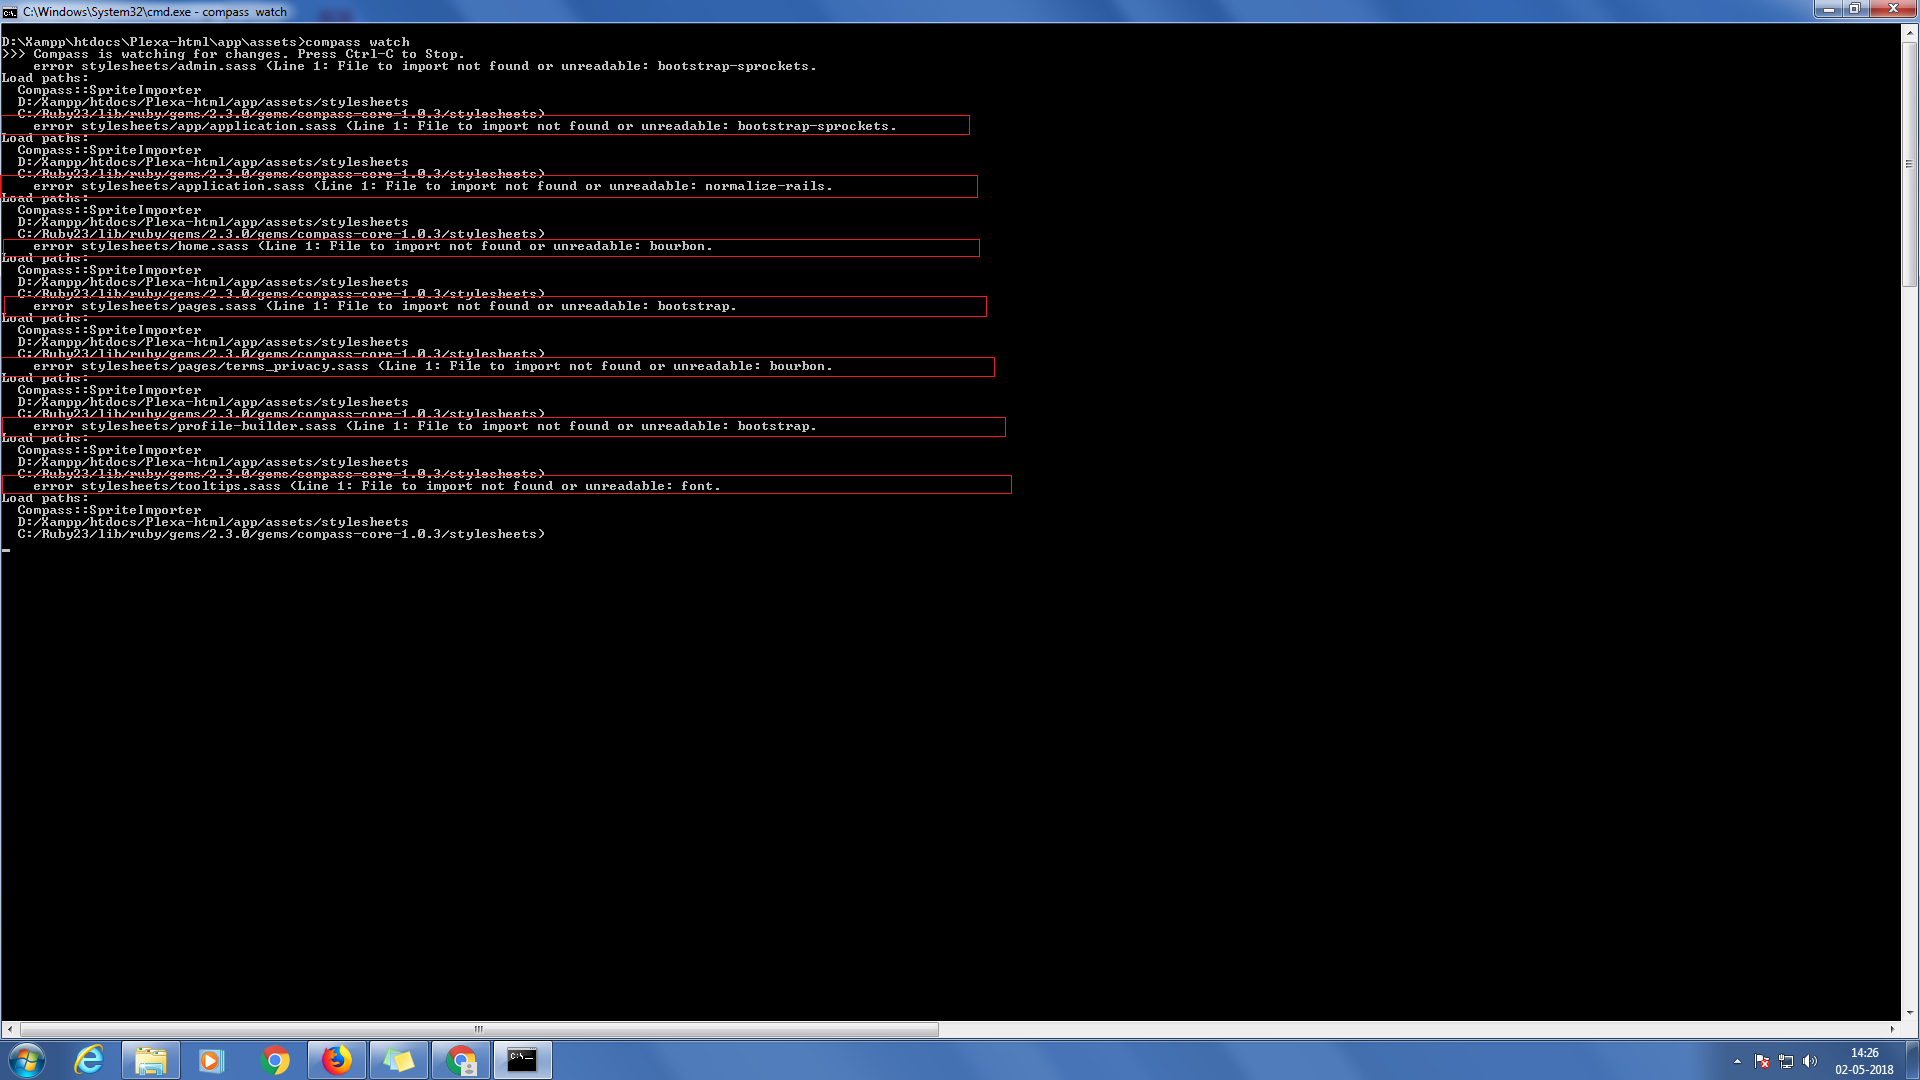 C:\Windows\System32\cmd.exe - compass  watch
D:\Xampp\htdocs\Plexa-html\app\assets>compass watch
>>> Compass is watching for changes. Press Ctrl-C to Stop.
    error stylesheets/admin.sass (Line 1: File to import not found or unreadable: bootstrap-sprockets.
Load paths:
  Compass::SpriteImporter
  D:/Xampp/htdocs/Plexa-html/app/assets/stylesheets
  C:/Ruby23/lib/ruby/gems/2.3.0/gems/compass-core-1.0.3/stylesheets)
    error stylesheets/app/application.sass (Line 1: File to import not found or unreadable: bootstrap-sprockets.
Load paths:
  Compass::SpriteImporter
  D:/Xampp/htdocs/Plexa-html/app/assets/stylesheets
  C:/Ruby23/lib/ruby/gems/2.3.0/gems/compass-core-1.0.3/stylesheets)
    error stylesheets/application.sass (Line 1: File to import not found or unreadable: normalize-rails.
Load paths:
  Compass::SpriteImporter
  D:/Xampp/htdocs/Plexa-html/app/assets/stylesheets
  C:/Ruby23/lib/ruby/gems/2.3.0/gems/compass-core-1.0.3/stylesheets)
    error stylesheets/home.sass (Line 1: File to import not found or unreadable: bourbon.
Load paths:
  Compass::SpriteImporter
  D:/Xampp/htdocs/Plexa-html/app/assets/stylesheets
  C:/Ruby23/lib/ruby/gems/2.3.0/gems/compass-core-1.0.3/stylesheets)
    error stylesheets/pages.sass (Line 1: File to import not found or unreadable: bootstrap.
Load paths:
  Compass::SpriteImporter
  D:/Xampp/htdocs/Plexa-html/app/assets/stylesheets
  C:/Ruby23/lib/ruby/gems/2.3.0/gems/compass-core-1.0.3/stylesheets)
    error stylesheets/pages/terms_privacy.sass (Line 1: File to import not found or unreadable: bourbon.
Load paths:
  Compass::SpriteImporter
  D:/Xampp/htdocs/Plexa-html/app/assets/stylesheets
  C:/Ruby23/lib/ruby/gems/2.3.0/gems/compass-core-1.0.3/stylesheets)
    error stylesheets/profile-builder.sass (Line 1: File to import not found or unreadable: bootstrap.
Load paths:
  Compass::SpriteImporter
  D:/Xampp/htdocs/Plexa-html/app/assets/stylesheets
  C:/Ruby23/lib/ruby/gems/2.3.0/gems/compass-core-1.0.3/stylesheets)
    error stylesheets/tooltips.sass (Line 1: File to import not found or unreadable: font.
Load paths:
  Compass::SpriteImporter
  D:/Xampp/htdocs/Plexa-html/app/assets/stylesheets
  C:/Ruby23/lib/ruby/gems/2.3.0/gems/compass-core-1.0.3/stylesheets)
14:26
02-05-2018